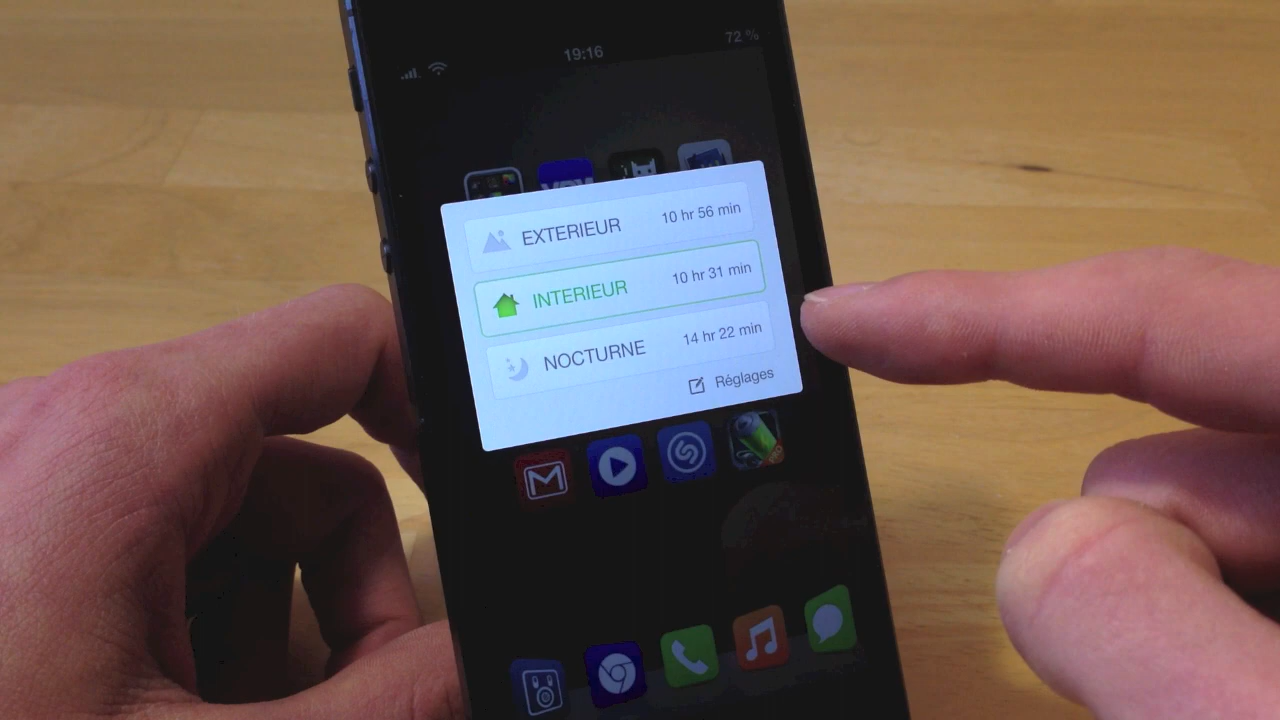 19:16
72 %
EXTERIEUR 10 hr 56 min
INTERIEUR 10 hr 31 min
NOCTURNE 14 hr 22 min
Réglages